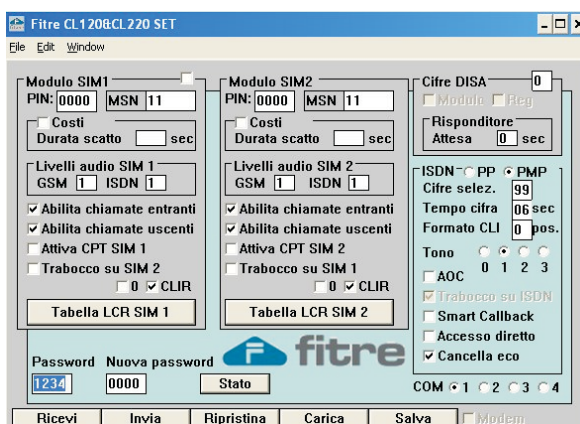 Fitre CL120&CL220 SET
File Edit Window
Modulo SIM1
PIN: 0000 MSN 11
Costi
Durata scatto sec
Livelli audio SIM 1
GSM 1 ISDN 1
Abilita chiamate entranti
Abilita chiamate uscenti
Attiva CPT SIM 1
Trabocco su SIM 2
0 CLIR
Tabella LCR SIM 1
Modulo SIM2
PIN: 0000 MSN 11
Costi
Durata scatto sec
Livelli audio SIM 2
GSM 1 ISDN 1
Abilita chiamate entranti
Abilita chiamate uscenti
Attiva CPT SIM 2
Trabocco su SIM 1
0 CLIR
Tabella LCR SIM 2
Cifre DISA 0
Modulo Reg
Risponditore
Attesa 0 sec
ISDN PP PMP
Cifre selez. 99
Tempo cifra 06 sec
Formato CLI 0 pos.
Tono
0 1 2 3
AOC
Trabocco su ISDN
Smart Callback
Accesso diretto
Cancella eco
COM 1 2 3 4
fitre
Password Nuova password
1234 0000 Stato
Ricevi Invia Ripristina Carica Salva Modem